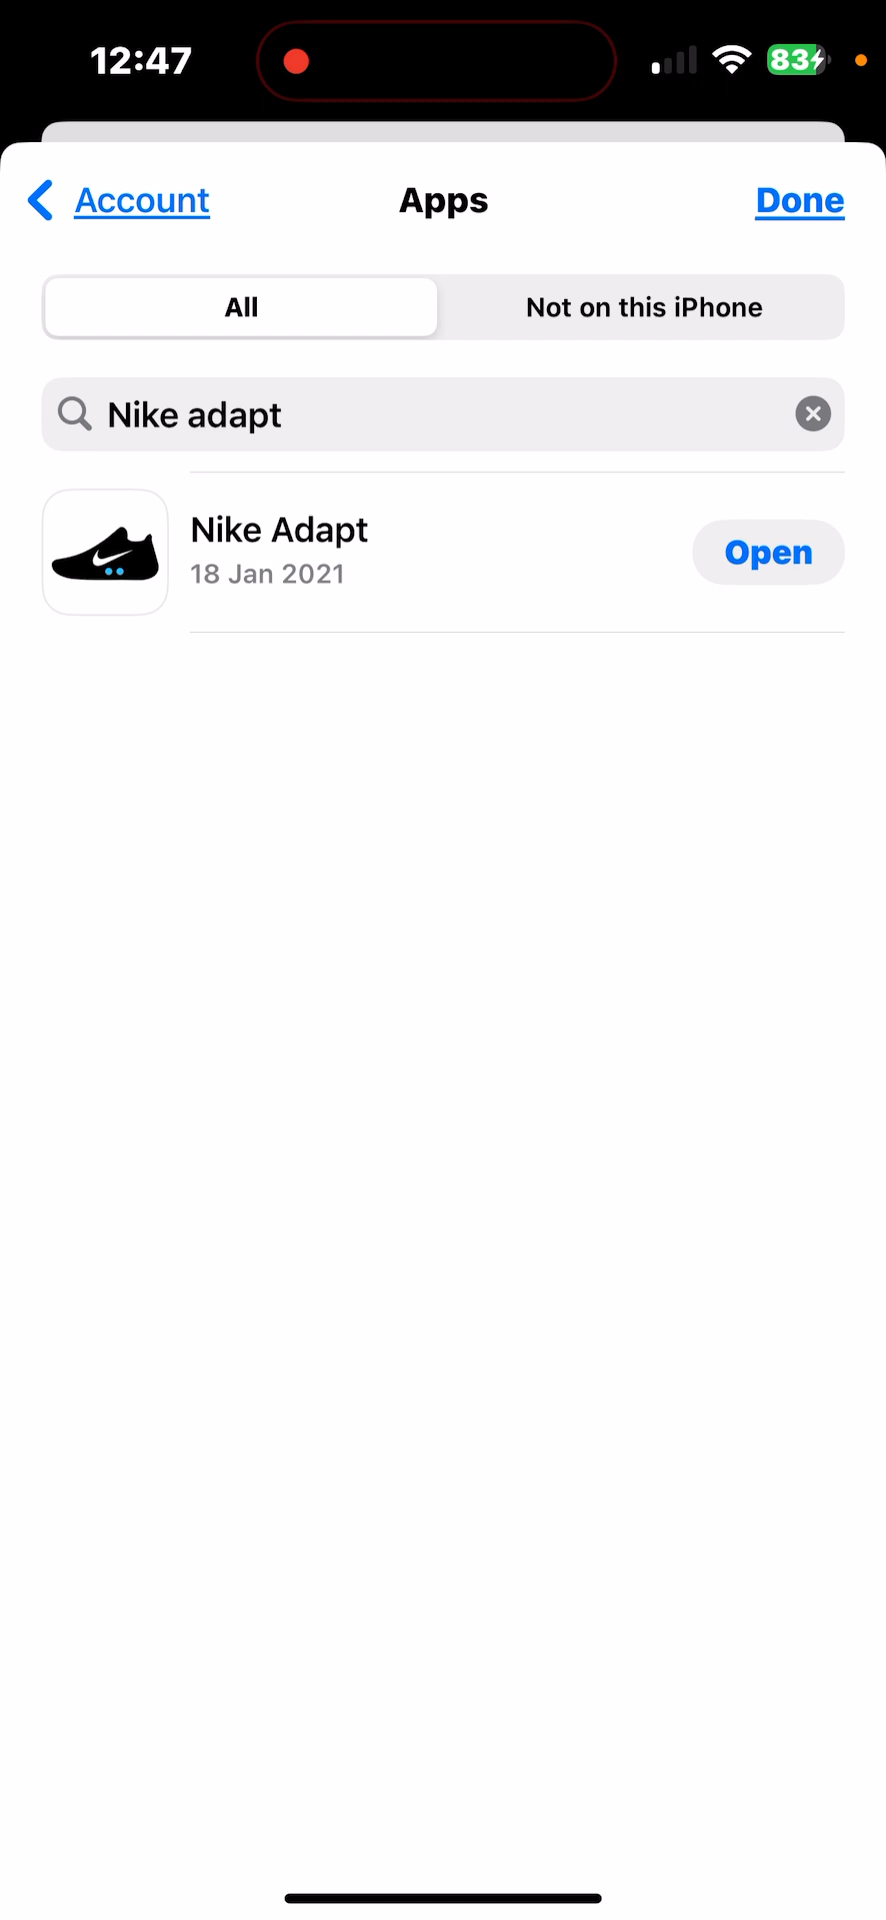 12:47
83
Account
Apps
Done
All
Not on this iPhone
Nike adapt
Nike Adapt
18 Jan 2021
Open